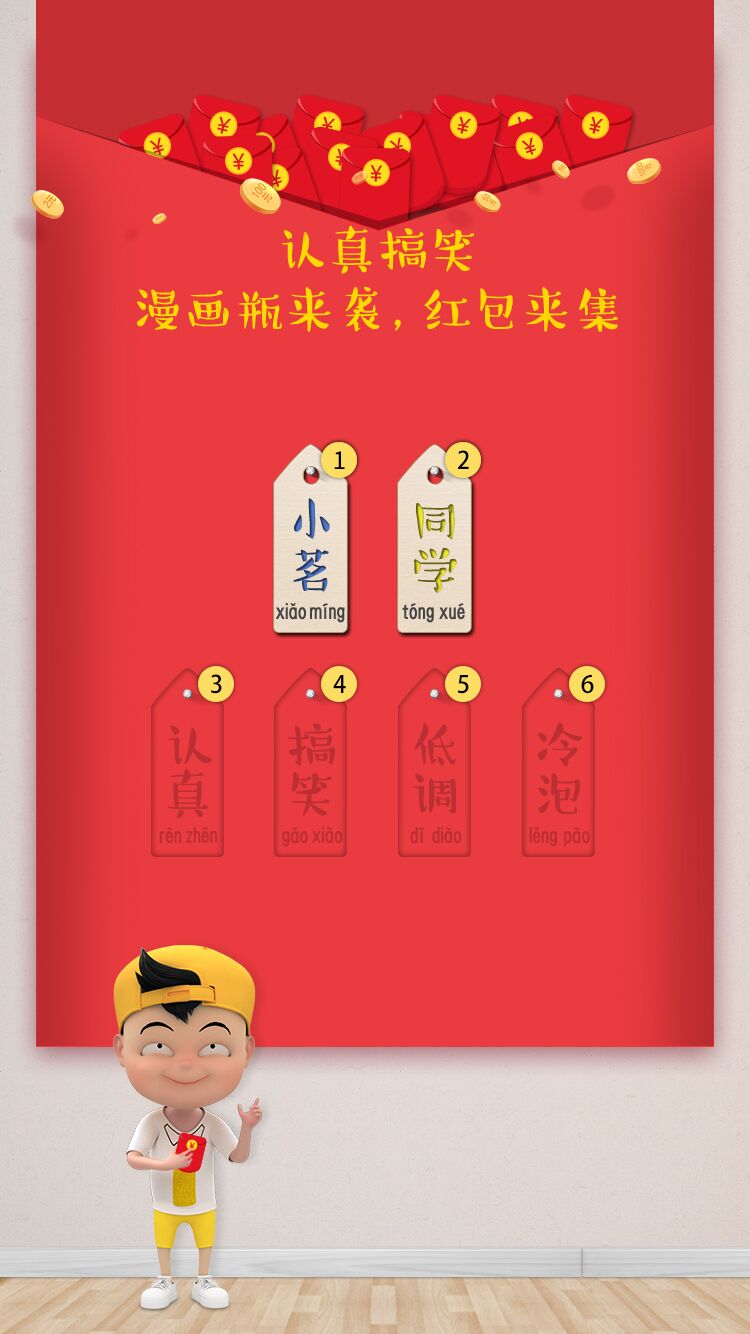 认真搞笑
漫画瓶来袭，红包来集
1
小茗
xiǎo míng
2
同学
tóng xué
3
认真
rèn zhēn
4
搞笑
gǎo xiào
5
低调
dī diào
6
冷泡
lěng pào